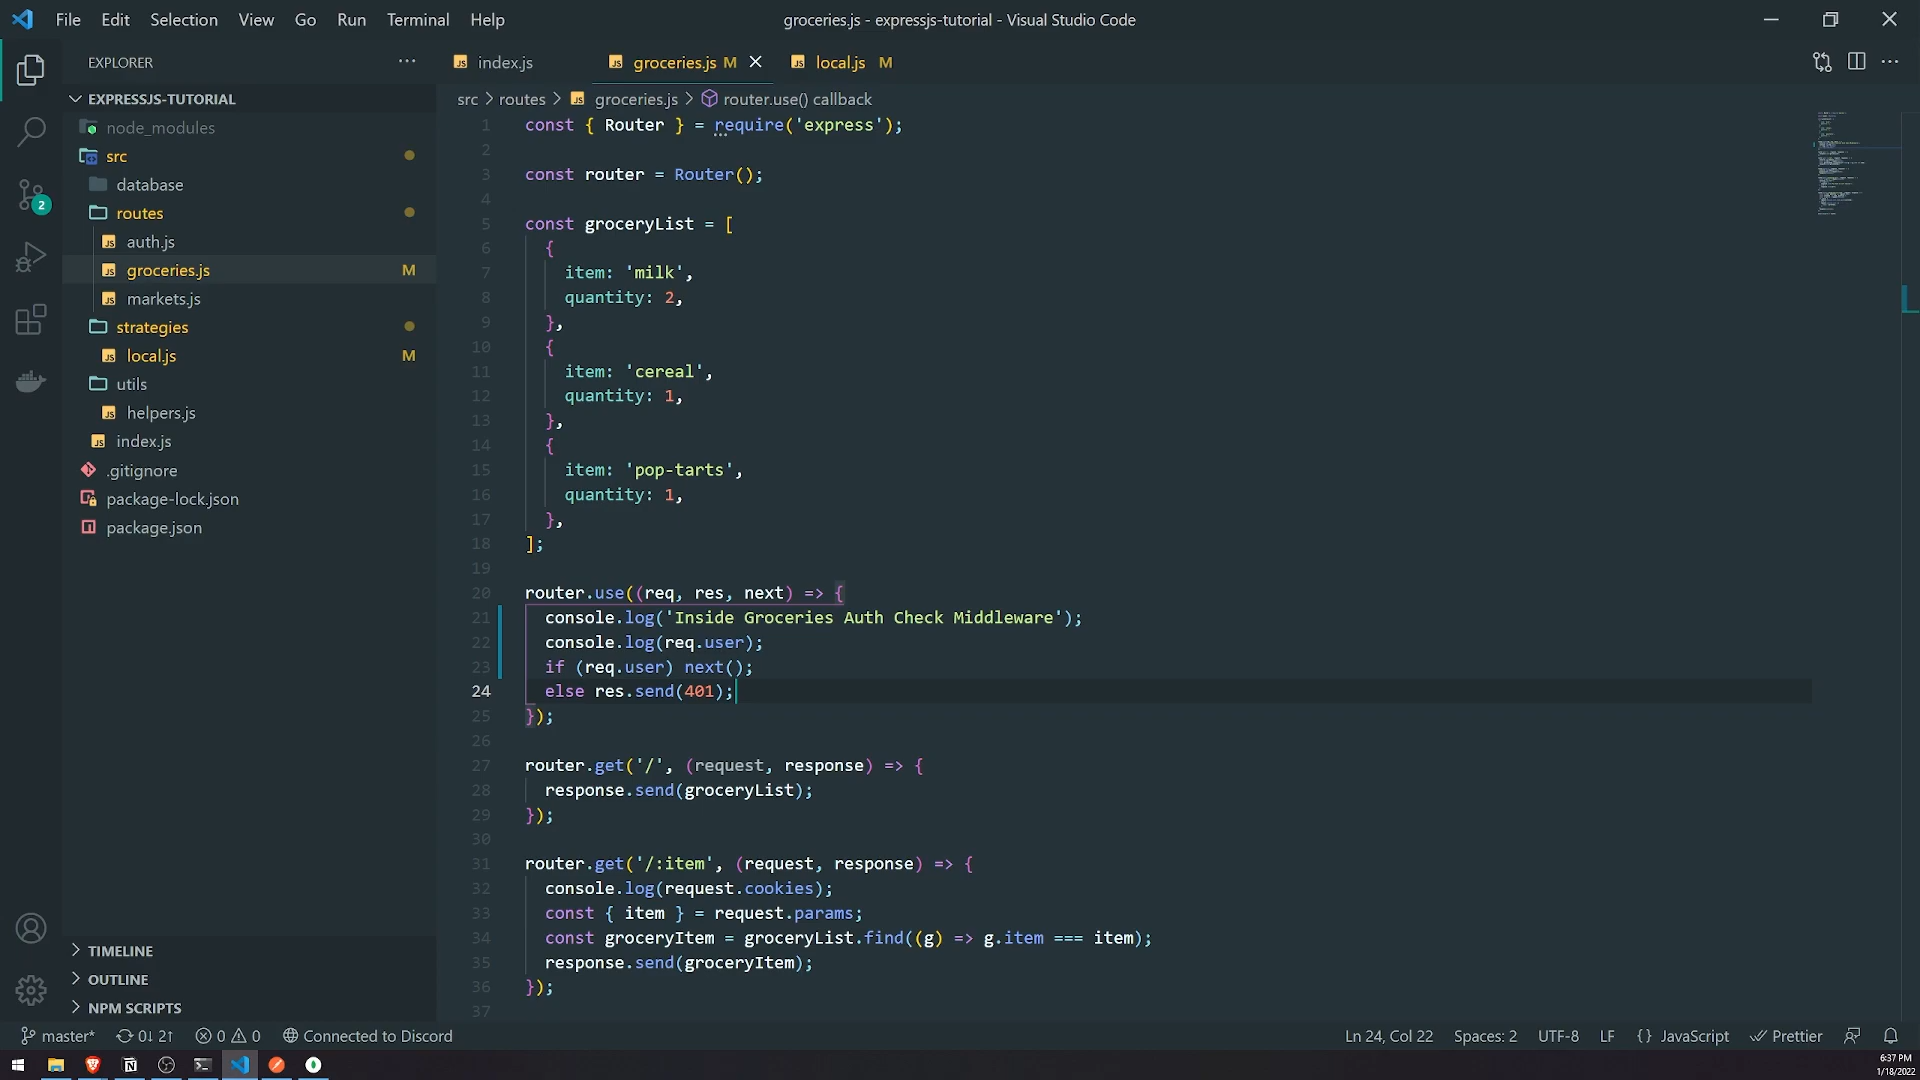 File Edit Selection View Go Run Terminal Help
groceries.js - expressjs-tutorial - Visual Studio Code
EXPLORER
EXPRESSJS-TUTORIAL
node_modules
src
database
routes
auth.js
groceries.js M
markets.js
strategies
local.js M
utils
helpers.js
index.js
.gitignore
package-lock.json
package.json
TIMELINE
OUTLINE
NPM SCRIPTS
2
index.js groceries.js M local.js M
src > routes > groceries.js > router.use() callback
1 const { Router } = require('express');
2
3 const router = Router();
4
5 const groceryList = [
6 {
7 item: 'milk',
8 quantity: 2,
9 },
10 {
11 item: 'cereal',
12 quantity: 1,
13 },
14 {
15 item: 'pop-tarts',
16 quantity: 1,
17 },
18 ];
19
20 router.use((req, res, next) => {
21 console.log('Inside Groceries Auth Check Middleware');
22 console.log(req.user);
23 if (req.user) next();
24 else res.send(401);
25 });
26
27 router.get('/', (request, response) => {
28 response.send(groceryList);
29 });
30
31 router.get('/:item', (request, response) => {
32 console.log(request.cookies);
33 const { item } = request.params;
34 const groceryItem = groceryList.find((g) => g.item === item);
35 response.send(groceryItem);
36 });
37
master* 0↓ 2↑ 0 0 Connected to Discord
Ln 24, Col 22 Spaces: 2 UTF-8 LF {} JavaScript Prettier
6:37 PM
1/18/2022